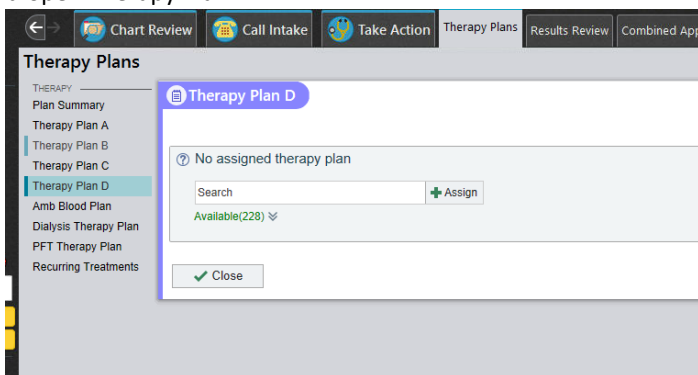 Chart Review Call Intake Take Action Therapy Plans Results Review Combined App
Therapy Plans
THERAPY
Plan Summary
Therapy Plan A
Therapy Plan B
Therapy Plan C
Therapy Plan D
Amb Blood Plan
Dialysis Therapy Plan
PFT Therapy Plan
Recurring Treatments
Therapy Plan D
No assigned therapy plan
Search
Assign
Available(228)
Close